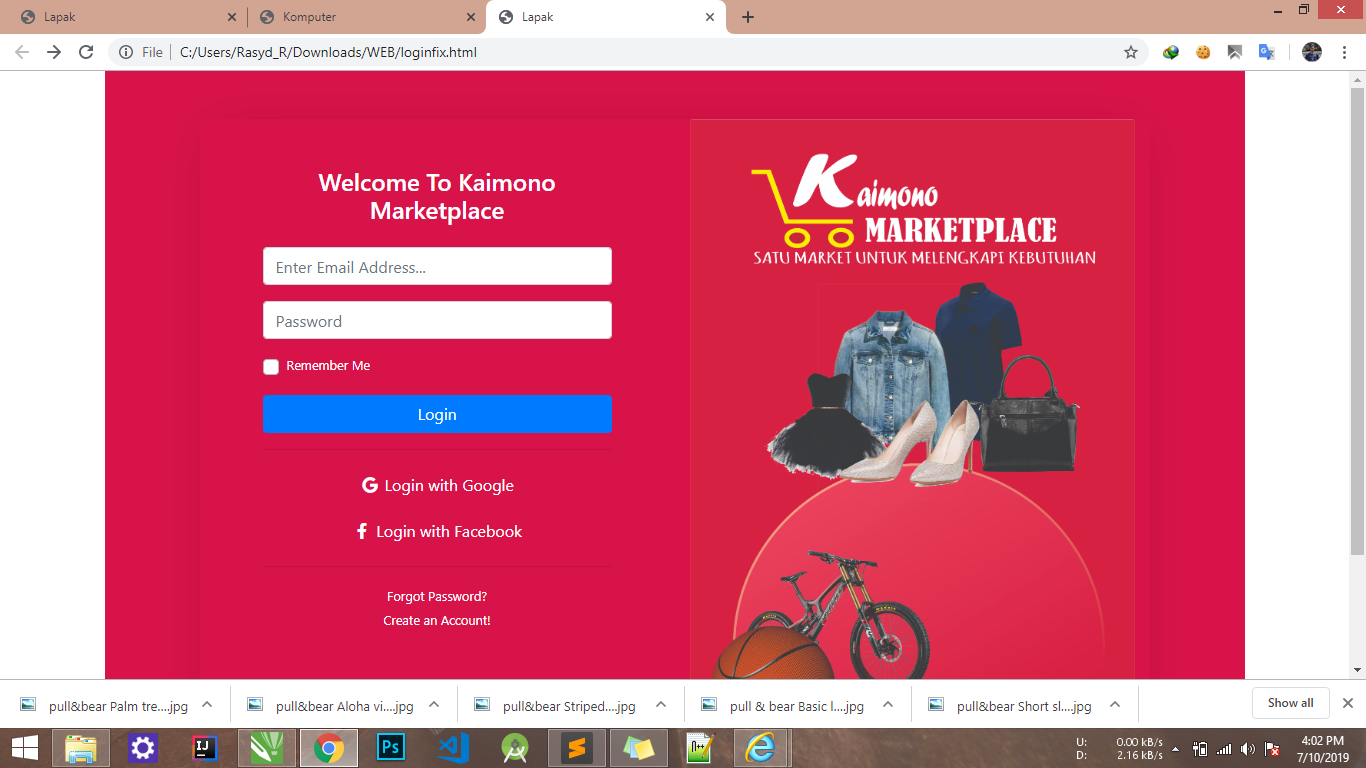 Lapak
Komputer
Lapak
File
C:/Users/Rasyd_R/Downloads/WEB/loginfix.html
Welcome To Kaimono
Marketplace
Enter Email Address...
Password
Remember Me
Login
Login with Google
Login with Facebook
Forgot Password?
Create an Account!
Kaimono
MARKETPLACE
SATU MARKET UNTUK MELENGKAPI KEBUTUHAN
pull&bear Palm tre....jpg
pull&bear Aloha vi....jpg
pull&bear Striped....jpg
pull & bear Basic l....jpg
pull&bear Short sl....jpg
Show all
IJ
Ps
U: 0.00 kB/s
D: 2.16 kB/s
4:02 PM
7/10/2019